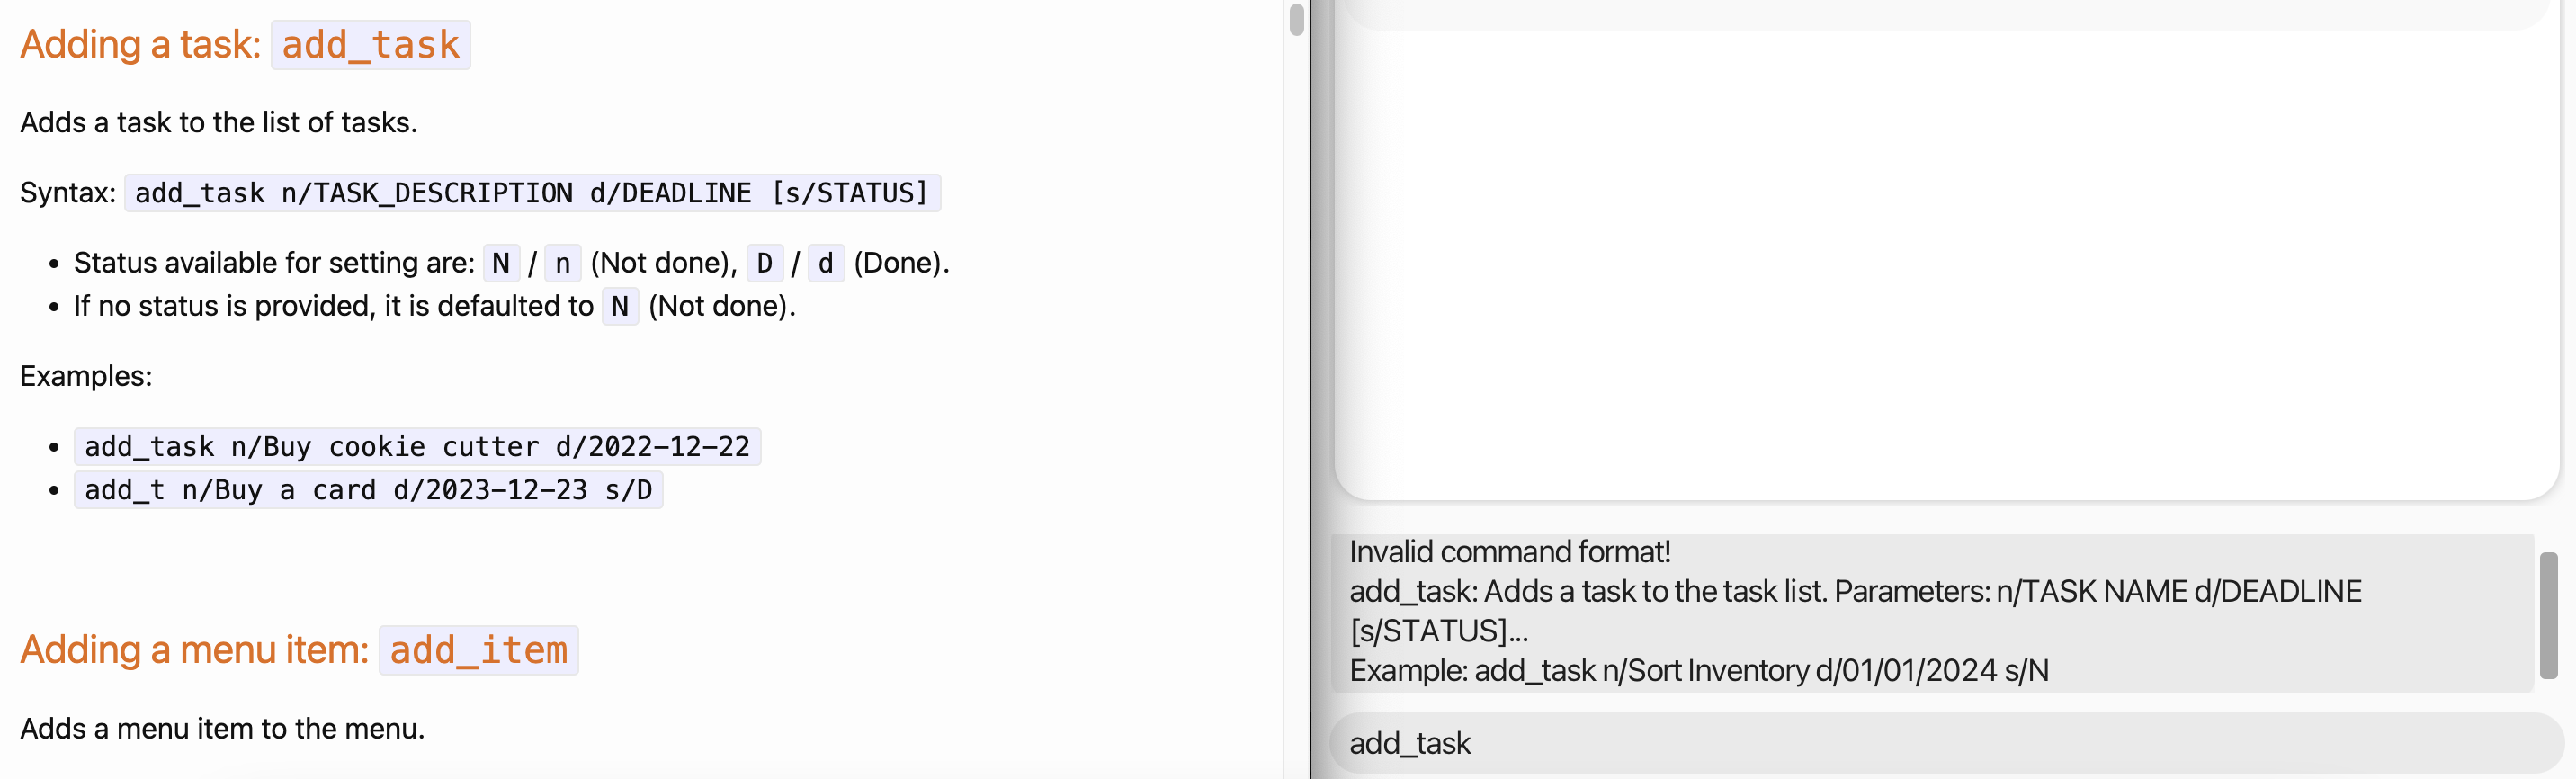 Adding a task: add_task
Adds a task to the list of tasks.
Syntax: add_task n/TASK_DESCRIPTION d/DEADLINE [s/STATUS]
• Status available for setting are: N / n (Not done), D / d (Done).
• If no status is provided, it is defaulted to N (Not done).
Examples:
• add_task n/Buy cookie cutter d/2022-12-22
• add_t n/Buy a card d/2023-12-23 s/D
Adding a menu item: add_item
Adds a menu item to the menu.
Invalid command format!
add_task: Adds a task to the task list. Parameters: n/TASK NAME d/DEADLINE
[s/STATUS]...
Example: add_task n/Sort Inventory d/01/01/2024 s/N
add_task